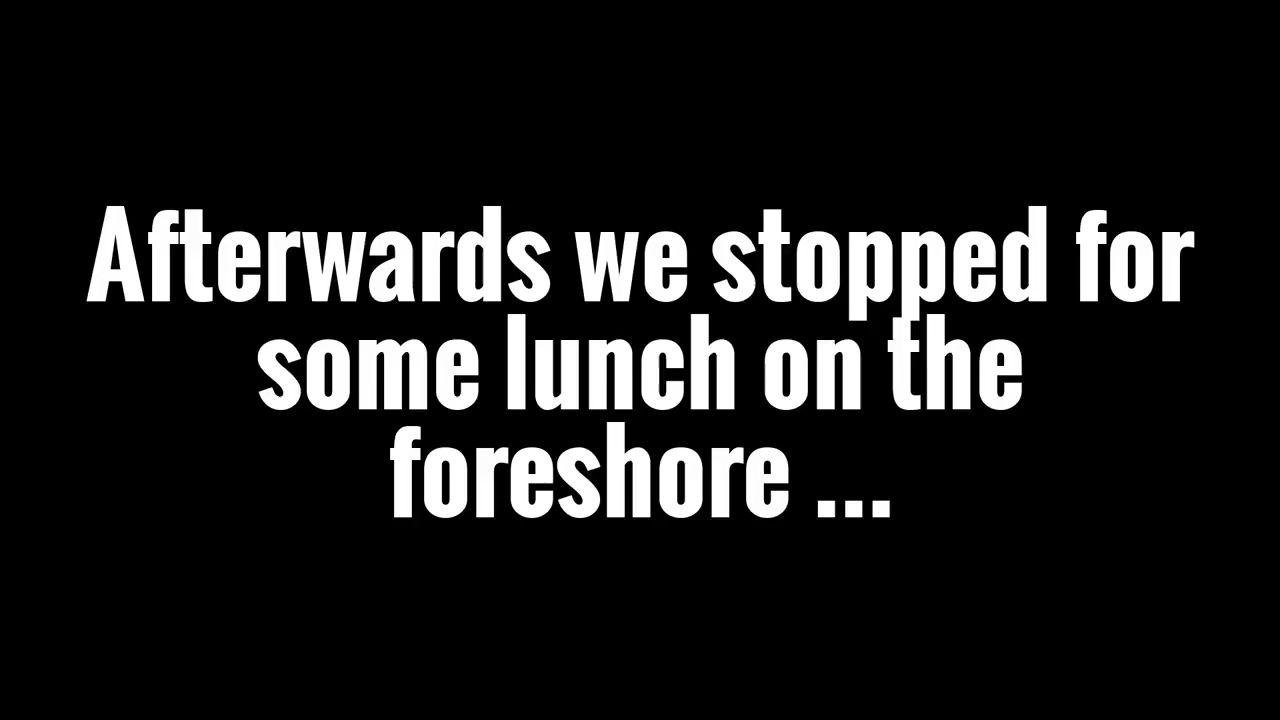 Afterwards we stopped for
some lunch on the
foreshore ...